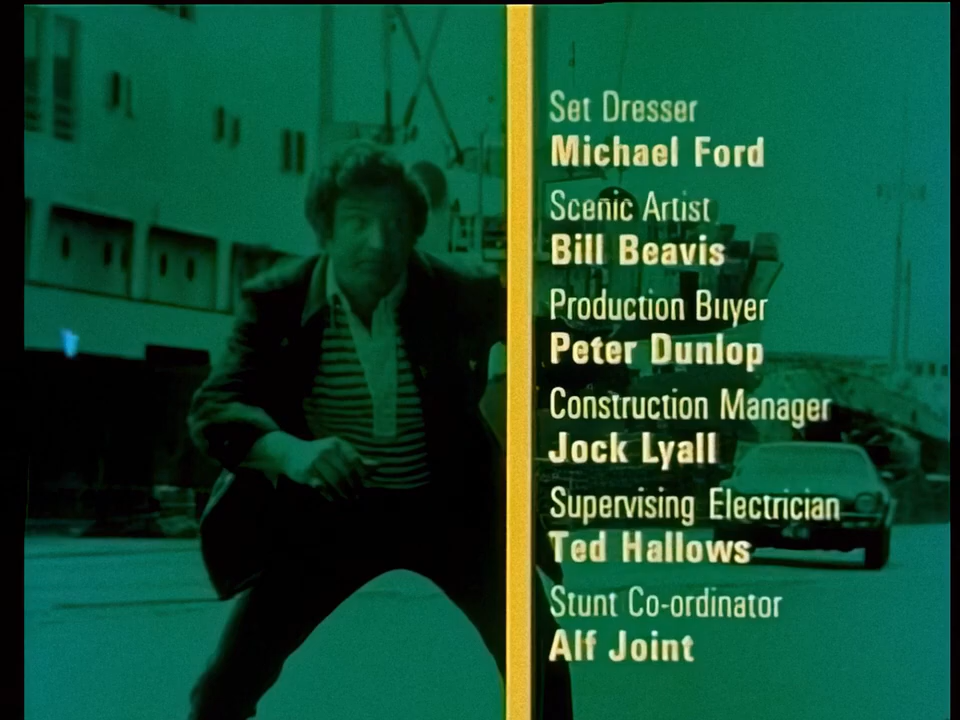 Set Dresser
Michael Ford
Scenic Artist
Bill Beavis
Production Buyer
Peter Dunlop
Construction Manager
Jock Lyall
Supervising Electrician
Ted Hallows
Stunt Co-ordinator
Alf Joint